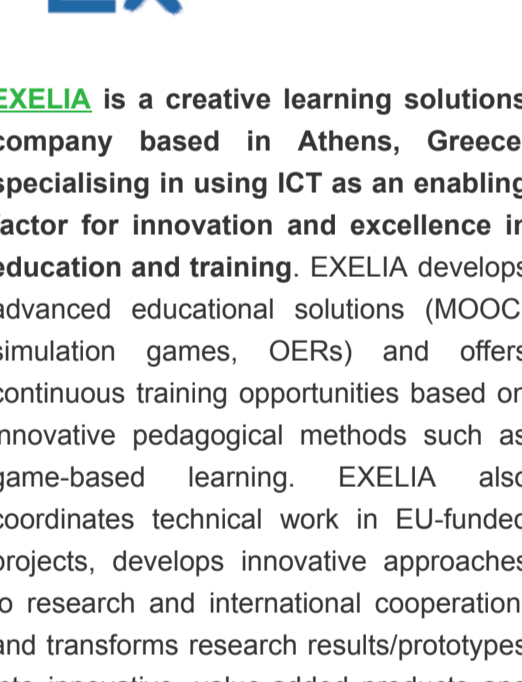 EXELIA is a creative learning solutions
company based in Athens, Greece
specialising in using ICT as an enabling
factor for innovation and excellence in
education and training. EXELIA develops
advanced educational solutions (MOOC
simulation games, OERs) and offers
continuous training opportunities based on
innovative pedagogical methods such as
game-based learning. EXELIA also
coordinates technical work in EU-funded
projects, develops innovative approaches
to research and international cooperation
and transforms research results/prototypes